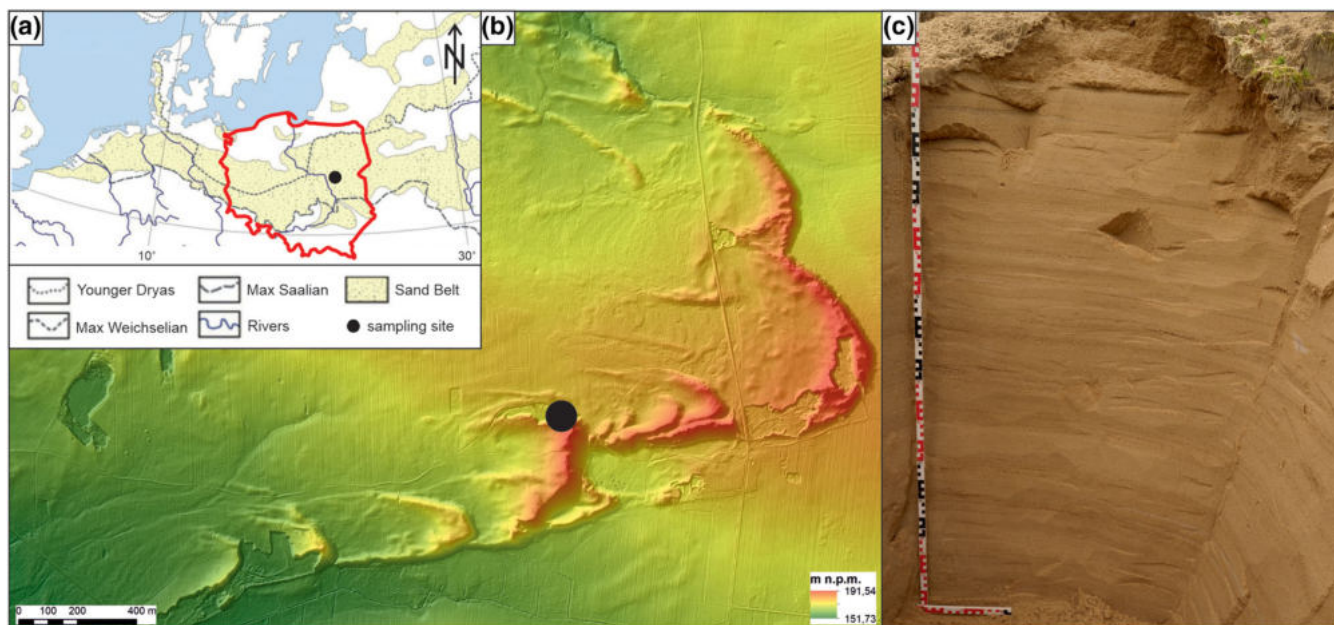 (a)
N
10°
30°
Younger Dryas
Max Saalian
Sand Belt
Max Weichselian
Rivers
sampling site
(b)
0 100 200 400 m
m n.p.m.
191,54
151,73
(c)